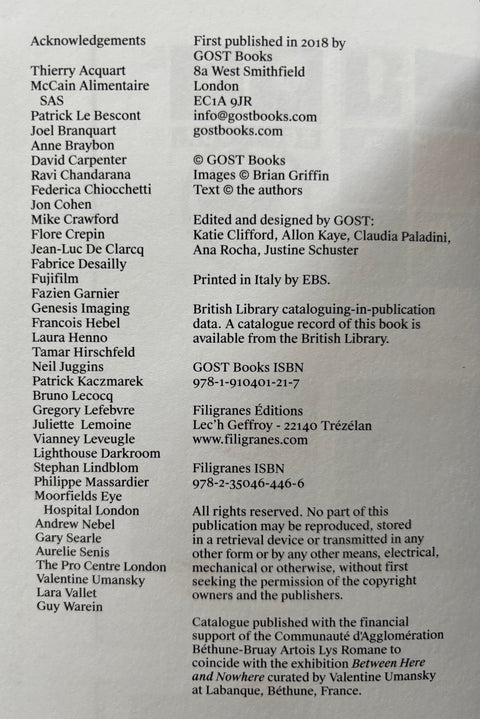 Acknowledgements
Thierry Acquart
McCain Alimentaire
SAS
Patrick Le Bescont
Joel Branquart
Anne Braybon
David Carpenter
Ravi Chandarana
Federica Chiocchetti
Jon Cohen
Mike Crawford
Flore Crepin
Jean-Luc De Clarcq
Fabrice Desailly
Fujifilm
Fazien Garnier
Genesis Imaging
Francois Hebel
Laura Henno
Tamar Hirschfeld
Neil Juggins
Patrick Kaczmarek
Bruno Lecocq
Gregory Lefebvre
Juliette Lemoine
Vianney Leveugle
Lighthouse Darkroom
Stephan Lindblom
Philippe Massardier
Moorfields Eye
Hospital London
Andrew Nebel
Gary Searle
Aurelie Senis
The Pro Centre London
Valentine Umansky
Lara Vallet
Guy Warein
First published in 2018 by
GOST Books
8a West Smithfield
London
EC1A 9JR
info@gostbooks.com
gostbooks.com
© GOST Books
Images © Brian Griffin
Text © the authors
Edited and designed by GOST:
Katie Clifford, Allon Kaye, Claudia Paladini,
Ana Rocha, Justine Schuster
Printed in Italy by EBS.
British Library cataloguing-in-publication
data. A catalogue record of this book is
available from the British Library.
GOST Books ISBN
978-1-910401-21-7
Filigranes Éditions
Lec'h Geffroy - 22140 Trézélan
www.filigranes.com
Filigranes ISBN
978-2-35046-446-6
All rights reserved. No part of this
publication may be reproduced, stored
in a retrieval device or transmitted in any
other form or by any other means, electrical,
mechanical or otherwise, without first
seeking the permission of the copyright
owners and the publishers.
Catalogue published with the financial
support of the Communauté d'Agglomération
Béthune-Bruay Artois Lys Romane to
coincide with the exhibition Between Here
and Nowhere curated by Valentine Umansky
at Labanque, Béthune, France.